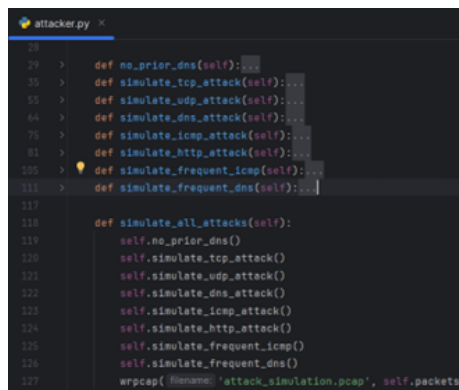 attacker.py
28
29 def no_prior_dns(self):...
35 def simulate_tcp_attack(self):...
55 def simulate_udp_attack(self):...
64 def simulate_dns_attack(self):...
75 def simulate_icmp_attack(self):...
81 def simulate_http_attack(self):...
105 def simulate_frequent_icmp(self):...
111 def simulate_frequent_dns(self):...
117
118 def simulate_all_attacks(self):
119 self.no_prior_dns()
120 self.simulate_tcp_attack()
121 self.simulate_udp_attack()
122 self.simulate_dns_attack()
123 self.simulate_icmp_attack()
124 self.simulate_http_attack()
125 self.simulate_frequent_icmp()
126 self.simulate_frequent_dns()
127 wrpcap( filename: 'attack_simulation.pcap', self.packets